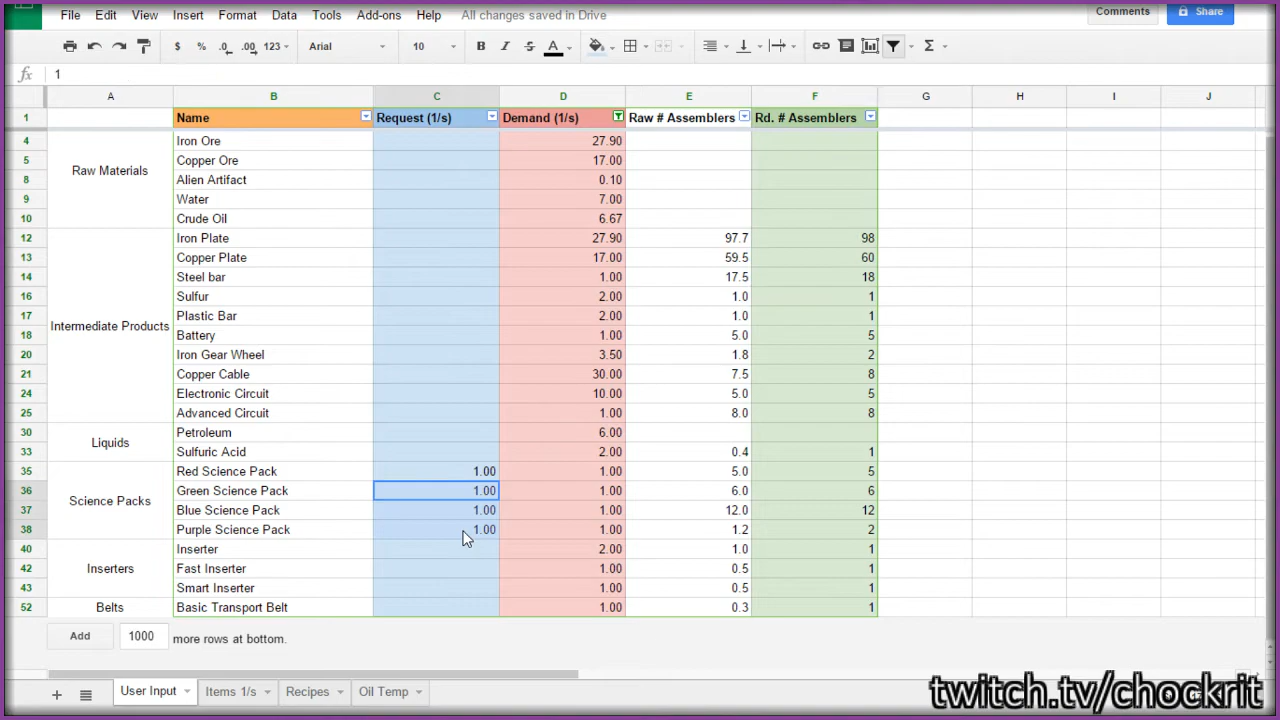 File Edit View Insert Format Data Tools Add-ons Help All changes saved in Drive Comments Share
$ % .0 .00 123 Arial 10 B I S A Σ
fx 1
A B C D E F G H I J
1 Name Request (1/s) Demand (1/s) Raw # Assemblers Rd. # Assemblers
4 Iron Ore 27.90
5 Copper Ore 17.00
Raw Materials
8 Alien Artifact 0.10
9 Water 7.00
10 Crude Oil 6.67
12 Iron Plate 27.90 97.7 98
13 Copper Plate 17.00 59.5 60
14 Steel bar 1.00 17.5 18
16 Sulfur 2.00 1.0 1
17 Plastic Bar 2.00 1.0 1
Intermediate Products
18 Battery 1.00 5.0 5
20 Iron Gear Wheel 3.50 1.8 2
21 Copper Cable 30.00 7.5 8
24 Electronic Circuit 10.00 5.0 5
25 Advanced Circuit 1.00 8.0 8
30 Petroleum 6.00
Liquids
33 Sulfuric Acid 2.00 0.4 1
35 Red Science Pack 1.00 1.00 5.0 5
36 Green Science Pack 1.00 1.00 6.0 6
Science Packs
37 Blue Science Pack 1.00 1.00 12.0 12
38 Purple Science Pack 1.00 1.00 1.2 2
40 Inserter 2.00 1.0 1
42 Inserters Fast Inserter 1.00 0.5 1
43 Smart Inserter 1.00 0.5 1
52 Belts Basic Transport Belt 1.00 0.3 1
Add 1000 more rows at bottom.
+ User Input Items 1/s Recipes Oil Temp
twitch.tv/chockrit